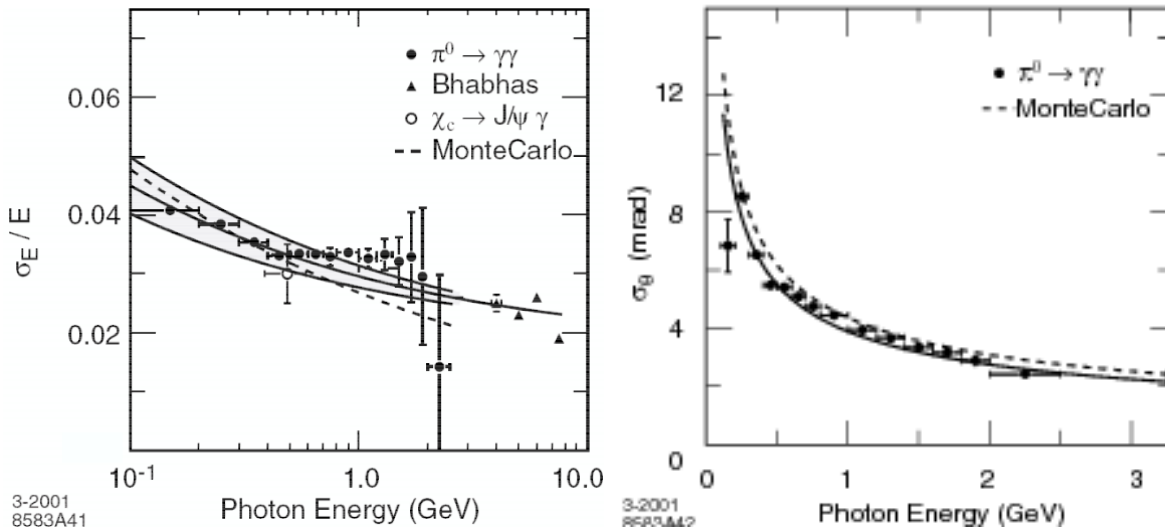 π⁰ → γγ
Bhabhas
χc → J/ψ γ
MonteCarlo
0.06
0.04
0.02
σE / E
10⁻¹
1.0
10.0
Photon Energy (GeV)
3-2001
8583A41
π⁰ → γγ
MonteCarlo
12
8
4
0
σθ (mrad)
0
1
2
3
Photon Energy (GeV)
3-2001
8583A42